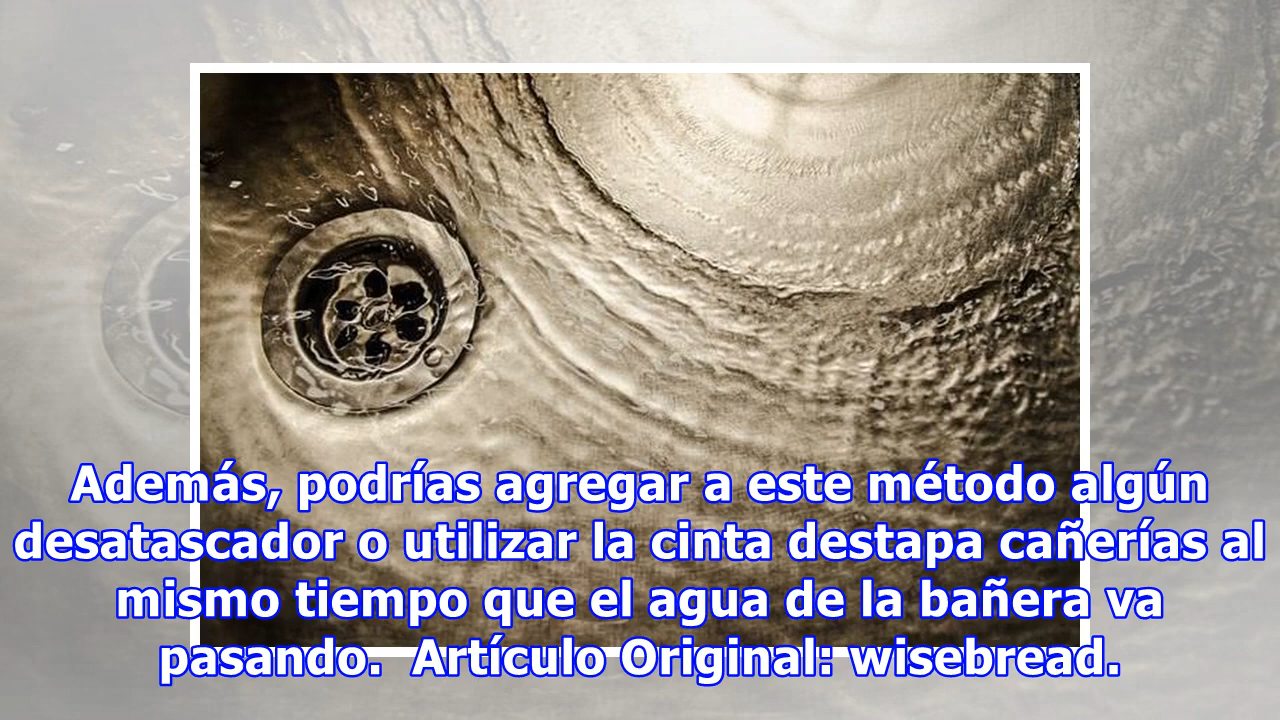 Además, podrías agregar a este método algún
desatascador o utilizar la cinta destapa cañerías al
mismo tiempo que el agua de la bañera va
pasando.  Artículo Original: wisebread.